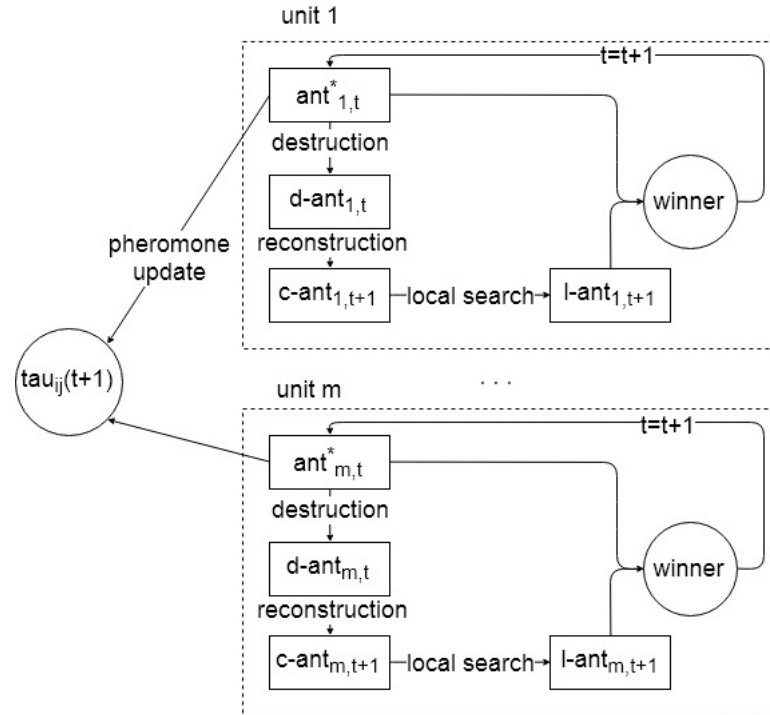 unit 1
t=t+1
ant*1,t
destruction
d-ant1,t
winner
reconstruction
pheromone
update
c-ant1,t+1
local search
l-ant1,t+1
tauij(t+1)
. . .
unit m
t=t+1
ant*m,t
destruction
d-antm,t
winner
reconstruction
c-antm,t+1
local search
l-antm,t+1